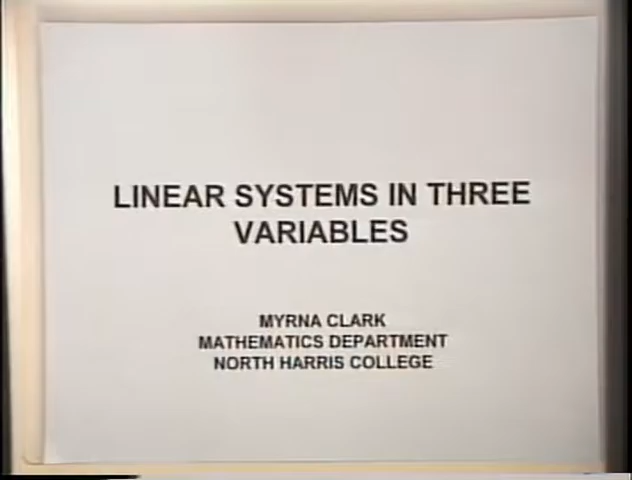 LINEAR SYSTEMS IN THREE
VARIABLES
MYRNA CLARK
MATHEMATICS DEPARTMENT
NORTH HARRIS COLLEGE